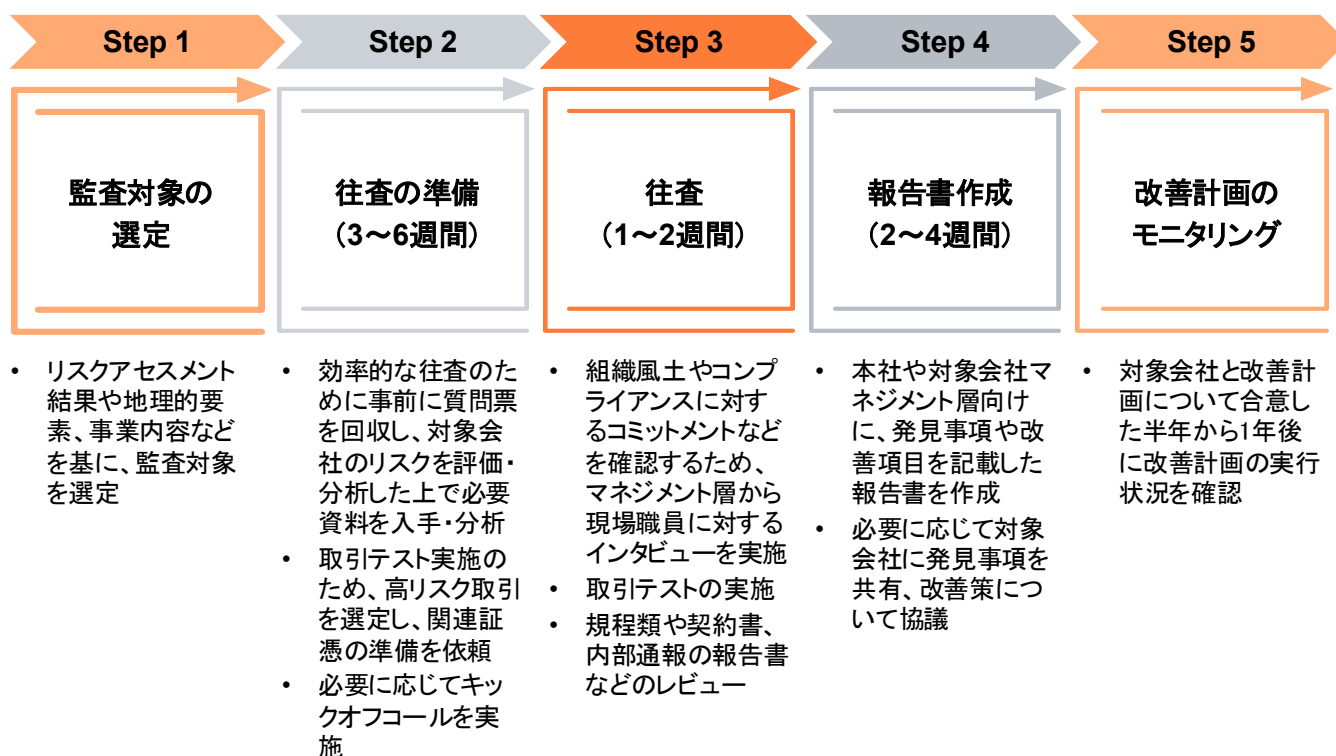 Step 1
Step 2
Step 3
Step 4
Step 5
監査対象の
選定
往査の準備
（3～6週間）
往査
（1～2週間）
報告書作成
（2～4週間）
改善計画の
モニタリング
• リスクアセスメント
結果や地理的要
素、事業内容など
を基に、監査対象
を選定
• 効率的な往査のた
めに事前に質問票
を回収し、対象会
社のリスクを評価・
分析した上で必要
資料を入手・分析
• 取引テスト実施の
ため、高リスク取引
を選定し、関連証
憑の準備を依頼
• 必要に応じてキッ
クオフコールを実
施
• 組織風土やコンプ
ライアンスに対す
るコミットメントなど
を確認するため、
マネジメント層から
現場職員に対する
インタビューを実施
• 取引テストの実施
• 規程類や契約書、
内部通報の報告書
などのレビュー
• 本社や対象会社マ
ネジメント層向け
に、発見事項や改
善項目を記載した
報告書を作成
• 必要に応じて対象
会社に発見事項を
共有、改善策につ
いて協議
• 対象会社と改善計
画について合意し
た半年から1年後
に改善計画の実行
状況を確認